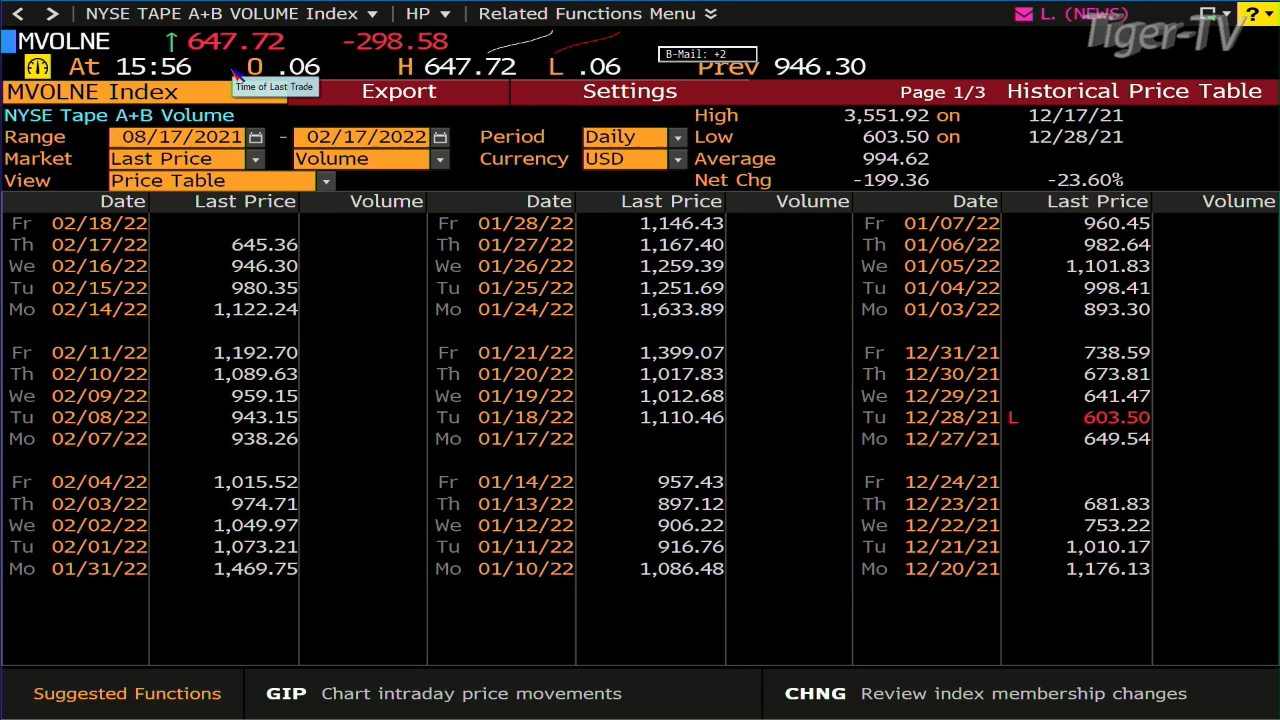 < > NYSE TAPE A+B VOLUME Index HP Related Functions Menu L. (NEWS) ?
Tiger-TV
MVOLNE ↑ 647.72 -298.58
B-Mail: +2
At 15:56 O .06 H 647.72 L .06 Prev 946.30
Time of Last Trade
MVOLNE Index Export Settings Page 1/3 Historical Price Table
NYSE Tape A+B Volume High 3,551.92 on 12/17/21
Range 08/17/2021 - 02/17/2022 Period Daily Low 603.50 on 12/28/21
Market Last Price Volume Currency USD Average 994.62
View Price Table Net Chg -199.36 -23.60%
Date Last Price Volume Date Last Price Volume Date Last Price Volume
Fr 02/18/22 Fr 01/28/22 1,146.43 Fr 01/07/22 960.45
Th 02/17/22 645.36 Th 01/27/22 1,167.40 Th 01/06/22 982.64
We 02/16/22 946.30 We 01/26/22 1,259.39 We 01/05/22 1,101.83
Tu 02/15/22 980.35 Tu 01/25/22 1,251.69 Tu 01/04/22 998.41
Mo 02/14/22 1,122.24 Mo 01/24/22 1,633.89 Mo 01/03/22 893.30
Fr 02/11/22 1,192.70 Fr 01/21/22 1,399.07 Fr 12/31/21 738.59
Th 02/10/22 1,089.63 Th 01/20/22 1,017.83 Th 12/30/21 673.81
We 02/09/22 959.15 We 01/19/22 1,012.68 We 12/29/21 641.47
Tu 02/08/22 943.15 Tu 01/18/22 1,110.46 Tu 12/28/21 L 603.50
Mo 02/07/22 938.26 Mo 01/17/22 Mo 12/27/21 649.54
Fr 02/04/22 1,015.52 Fr 01/14/22 957.43 Fr 12/24/21
Th 02/03/22 974.71 Th 01/13/22 897.12 Th 12/23/21 681.83
We 02/02/22 1,049.97 We 01/12/22 906.22 We 12/22/21 753.22
Tu 02/01/22 1,073.21 Tu 01/11/22 916.76 Tu 12/21/21 1,010.17
Mo 01/31/22 1,469.75 Mo 01/10/22 1,086.48 Mo 12/20/21 1,176.13
Suggested Functions GIP Chart intraday price movements CHNG Review index membership changes